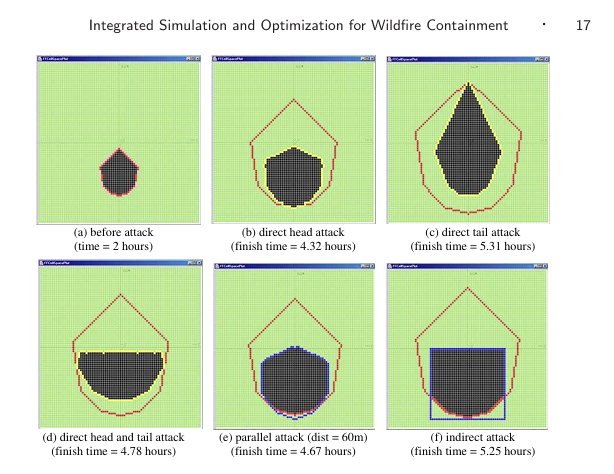 Integrated Simulation and Optimization for Wildfire Containment · 17
(a) before attack
(time = 2 hours)
(b) direct head attack
(finish time = 4.32 hours)
(c) direct tail attack
(finish time = 5.31 hours)
(d) direct head and tail attack
(finish time = 4.78 hours)
(e) parallel attack (dist = 60m)
(finish time = 4.67 hours)
(f) indirect attack
(finish time = 5.25 hours)